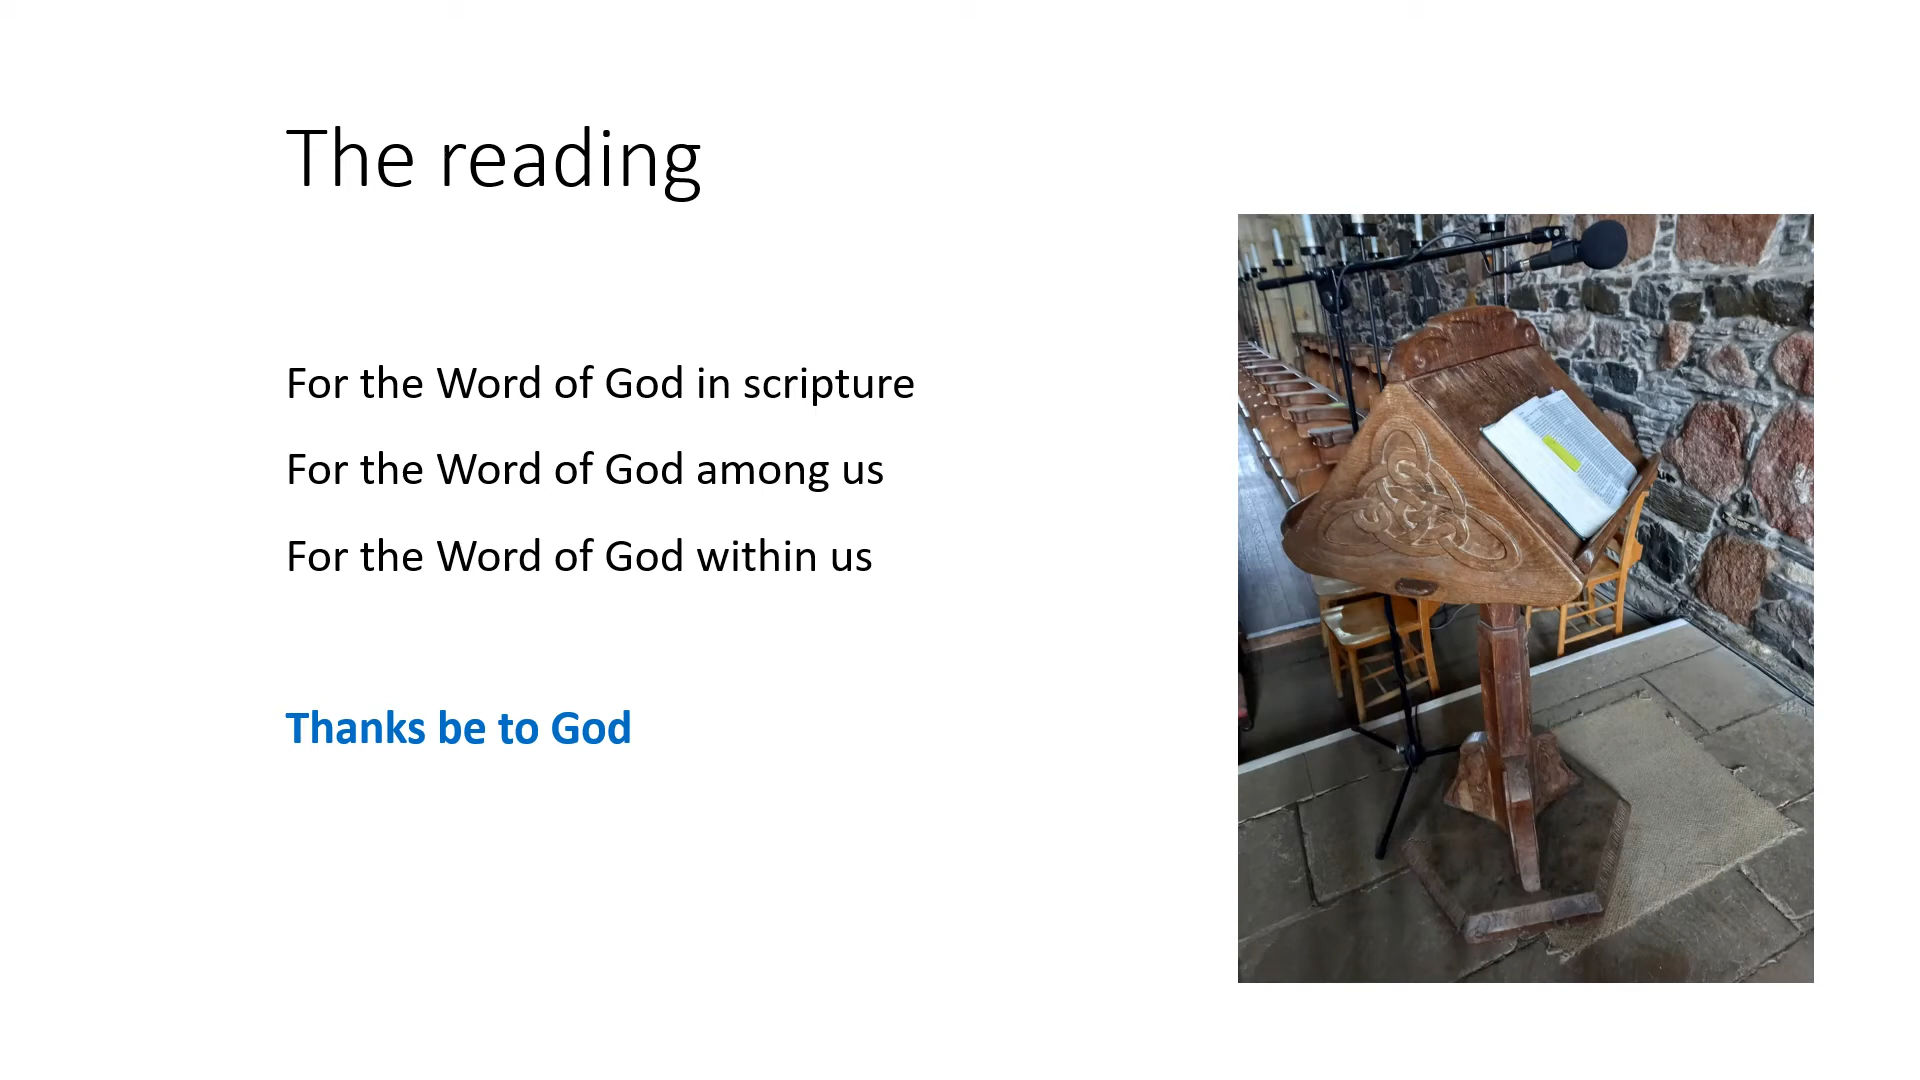 The reading
For the Word of God in scripture
For the Word of God among us
For the Word of God within us
Thanks be to God